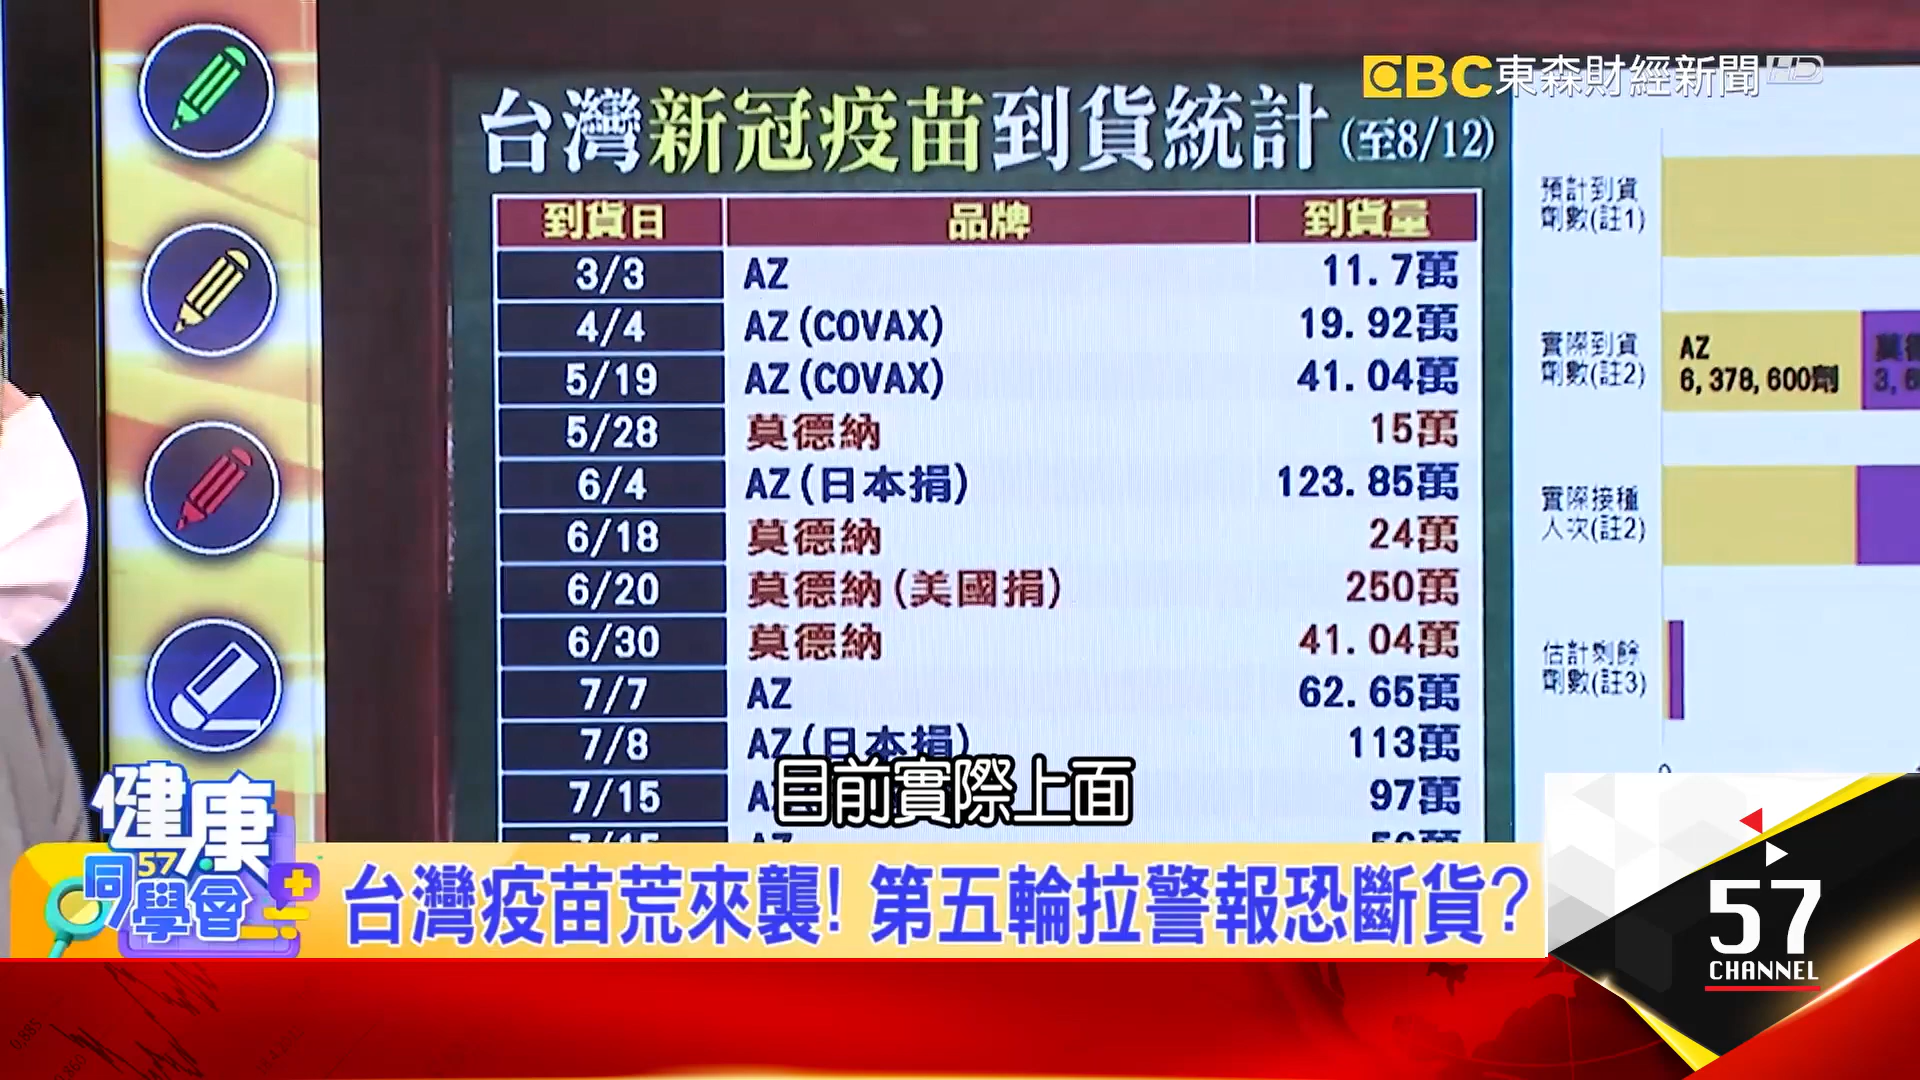 EBC東森財經新聞HD
台灣新冠疫苗到貨統計(至8/12)
到貨日 品牌 到貨量
3/3 AZ 11.7萬
4/4 AZ(COVAX) 19.92萬
5/19 AZ(COVAX) 41.04萬
5/28 莫德納 15萬
6/4 AZ(日本捐) 123.85萬
6/18 莫德納 24萬
6/20 莫德納(美國捐) 250萬
6/30 莫德納 41.04萬
7/7 AZ 62.65萬
7/8 AZ(日本捐) 113萬
7/15 97萬
預計到貨
劑數(註1)
實際到貨
劑數(註2)
AZ
6,378,600劑
實際接種
人次(註2)
估計剩餘
劑數(註3)
目前實際上面
健康
57
同學會
台灣疫苗荒來襲!第五輪拉警報恐斷貨?
57
CHANNEL